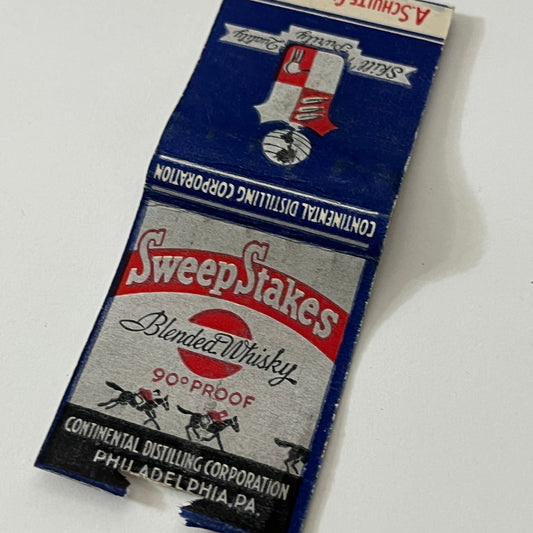 A. SCHULTE
Skill Purity Quality
CONTINENTAL DISTILLING CORPORATION
SweepStakes
Blended Whisky
90° PROOF
CONTINENTAL DISTILLING CORPORATION
PHILADELPHIA, PA.